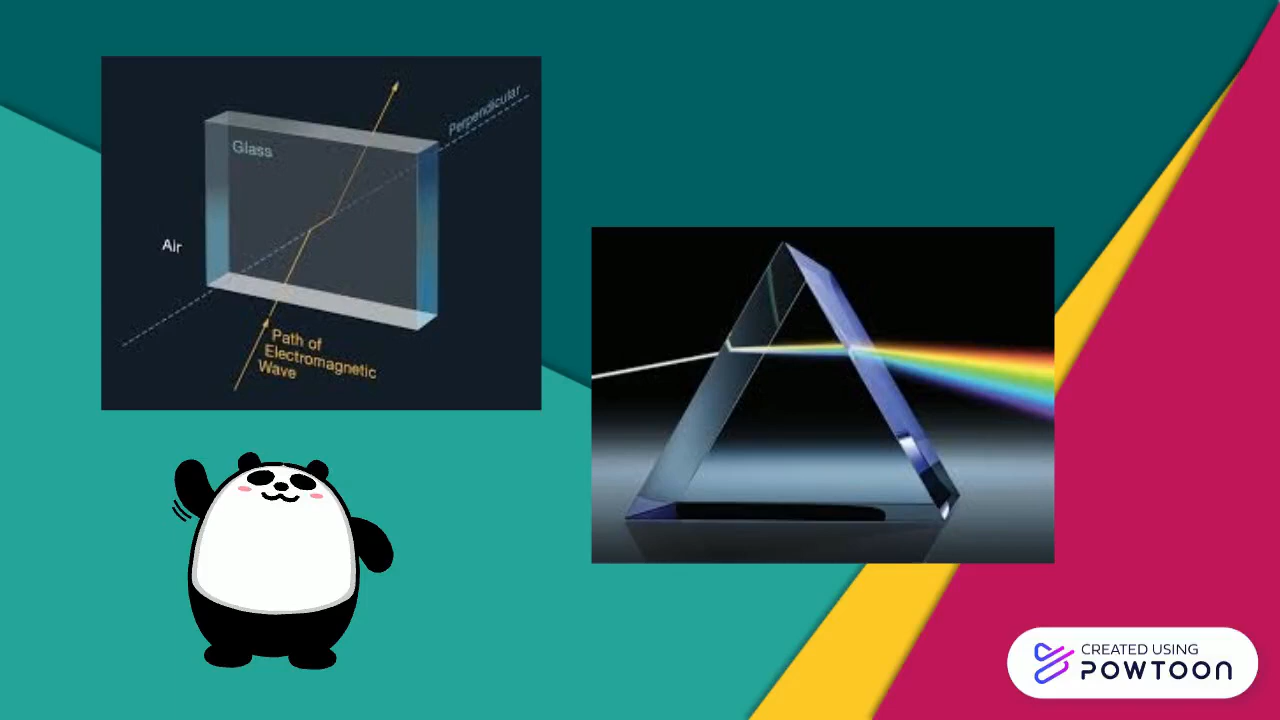 Perpendicular
Glass
Air
Path of
Electromagnetic
Wave
CREATED USING
POWTOON